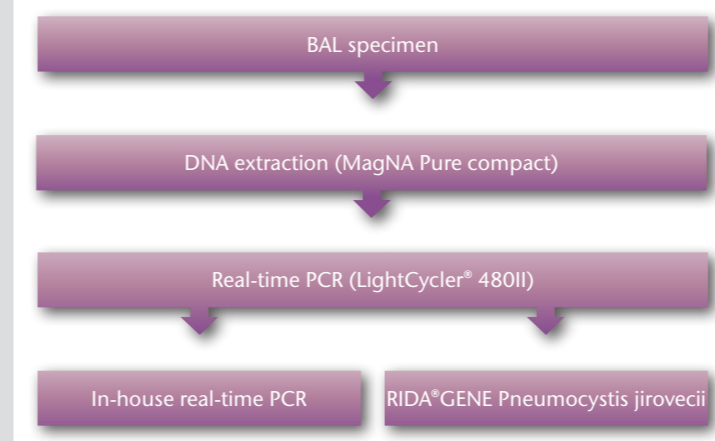 BAL specimen
DNA extraction (MagNA Pure compact)
Real-time PCR (LightCycler® 480II)
In-house real-time PCR
RIDA®GENE Pneumocystis jirovecii